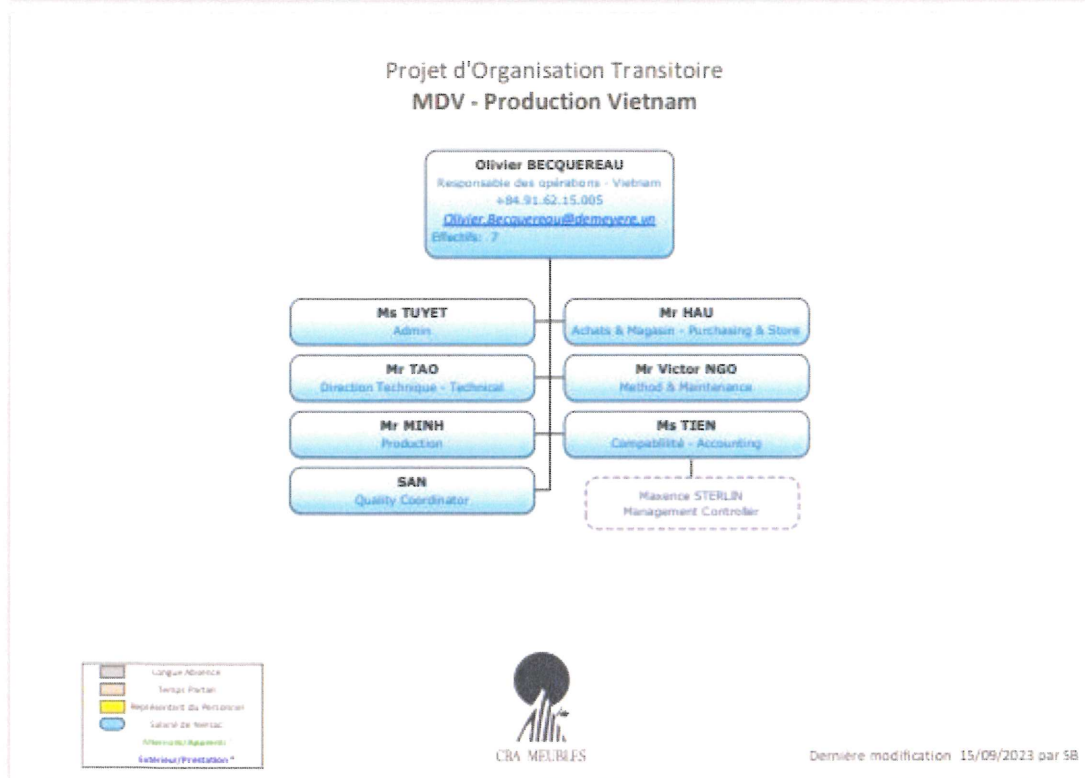 Projet d'Organisation Transitoire
MDV - Production Vietnam
Olivier BECQUEREAU
Responsable des opérations - Vietnam
+84.91.62.15.005
Olivier.Becquereau@demeyere.vn
Effectifs: 7
Ms TUYET
Admin
Mr HAU
Achats & Magasin - Purchasing & Store
Mr TAO
Direction Technique - Technical
Mr Victor NGO
Method & Maintenance
Mr MINH
Production
Ms TIEN
Comptabilité - Accounting
SAN
Quality Coordinator
Maxence STERLIN
Management Controller
Longue Absence
Temps Partiel
Représentant du Personnel
Salarié de
Alternant/Apprenti
Extérieur/Prestation *
CBA MEUBLES
Dernière modification 15/09/2023 par SB